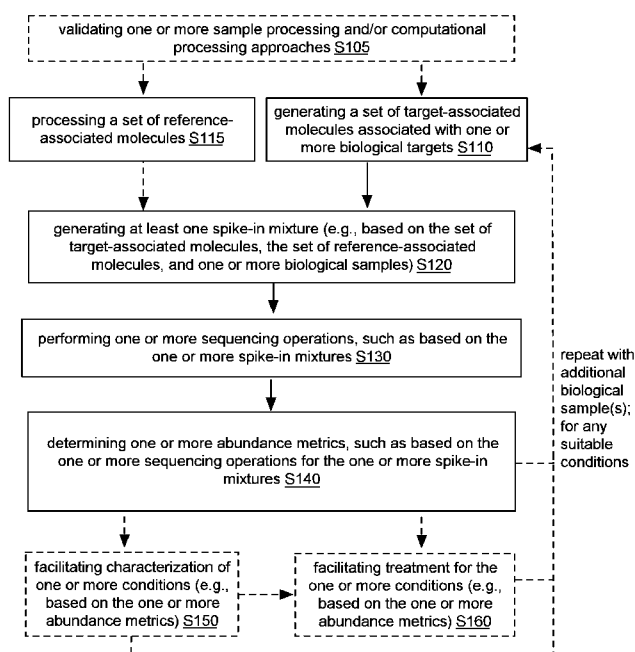 validating one or more sample processing and/or computational
processing approaches S105
processing a set of reference-
associated molecules S115
generating a set of target-associated
molecules associated with one or
more biological targets S110
generating at least one spike-in mixture (e.g., based on the set of
target-associated molecules, the set of reference-associated
molecules, and one or more biological samples) S120
performing one or more sequencing operations, such as based on the
one or more spike-in mixtures S130
repeat with
additional
biological
sample(s);
for any
suitable
conditions
determining one or more abundance metrics, such as based on the
one or more sequencing operations for the one or more spike-in
mixtures S140
facilitating characterization of
one or more conditions (e.g.,
based on the one or more
abundance metrics) S150
facilitating treatment for the
one or more conditions (e.g.,
based on the one or more
abundance metrics) S160